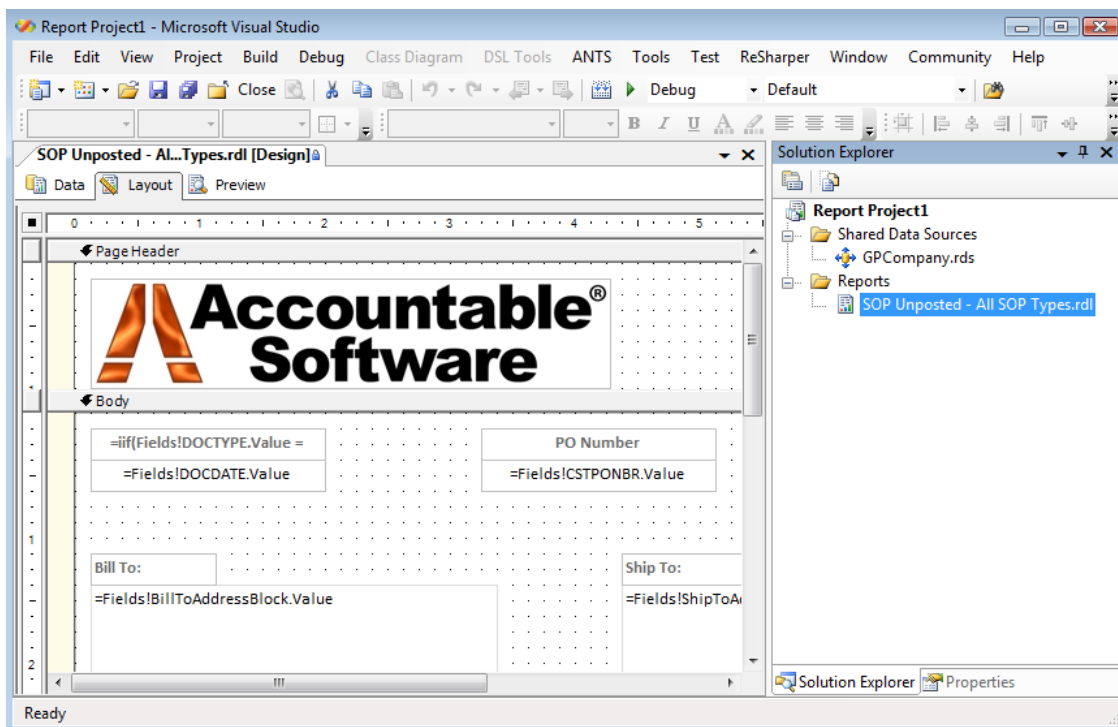 Report Project1 - Microsoft Visual Studio
File Edit View Project Build Debug Class Diagram DSL Tools ANTS Tools Test ReSharper Window Community Help
Close Debug Default
B I U A
SOP Unposted - Al...Types.rdl [Design]
Data Layout Preview
0 1 2 3 4 5
Page Header
Accountable®
Software
Body
=iif(Fields!DOCTYPE.Value =
PO Number
=Fields!DOCDATE.Value
=Fields!CSTPONBR.Value
1
Bill To:
Ship To:
=Fields!BillToAddressBlock.Value
=Fields!ShipToA
2
Solution Explorer
Report Project1
Shared Data Sources
GPCompany.rds
Reports
SOP Unposted - All SOP Types.rdl
Solution Explorer Properties
Ready